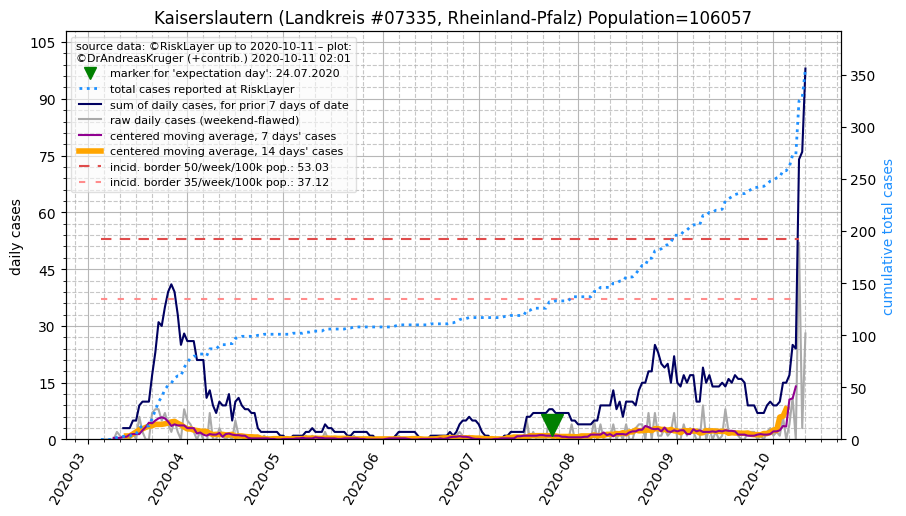 Kaiserslautern (Landkreis #07335, Rheinland-Pfalz) Population=106057
source data: ©RiskLayer up to 2020-10-11 – plot:
©DrAndreasKruger (+contrib.) 2020-10-11 02:01
marker for 'expectation day': 24.07.2020
total cases reported at RiskLayer
sum of daily cases, for prior 7 days of date
raw daily cases (weekend-flawed)
centered moving average, 7 days' cases
centered moving average, 14 days' cases
incid. border 50/week/100k pop.: 53.03
incid. border 35/week/100k pop.: 37.12
daily cases
105
90
75
60
45
30
15
0
350
300
250
200
150
100
50
0
cumulative total cases
2020-03
2020-04
2020-05
2020-06
2020-07
2020-08
2020-09
2020-10